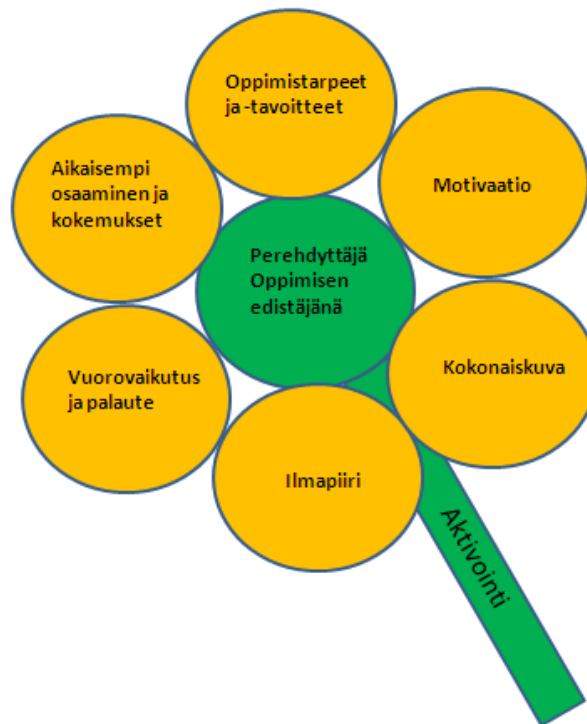 Oppimistarpeet
ja -tavoitteet
Motivaatio
Aikaisempi
osaaminen ja
kokemukset
Perehdyttäjä
Oppimisen
edistäjänä
Kokonaiskuva
Vuorovaikutus
ja palaute
Ilmapiiri
Aktivointi